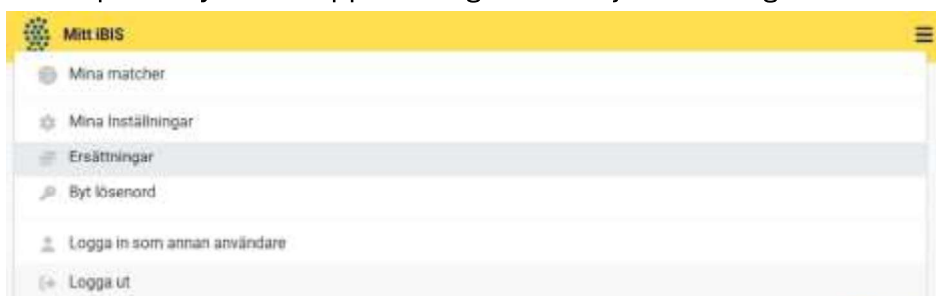 Mitt iBIS
Mina matcher
Mina Inställningar
Ersättningar
Byt lösenord
Logga in som annan användare
Logga ut